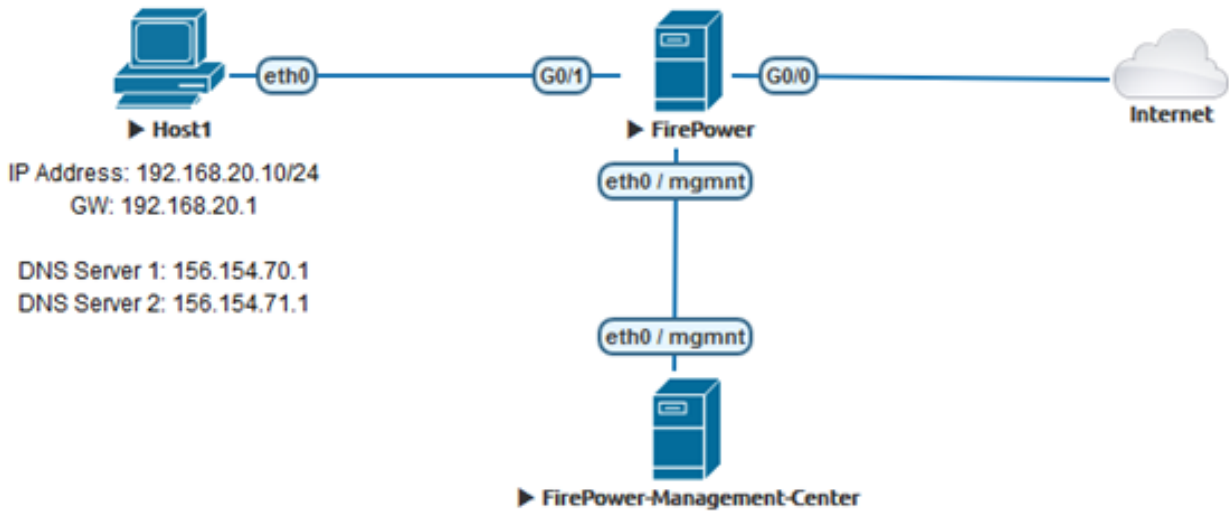 eth0
G0/1
G0/0
Internet
▶ Host1
▶ FirePower
IP Address: 192.168.20.10/24
GW: 192.168.20.1
eth0 / mgmnt
DNS Server 1: 156.154.70.1
DNS Server 2: 156.154.71.1
eth0 / mgmnt
▶ FirePower-Management-Center